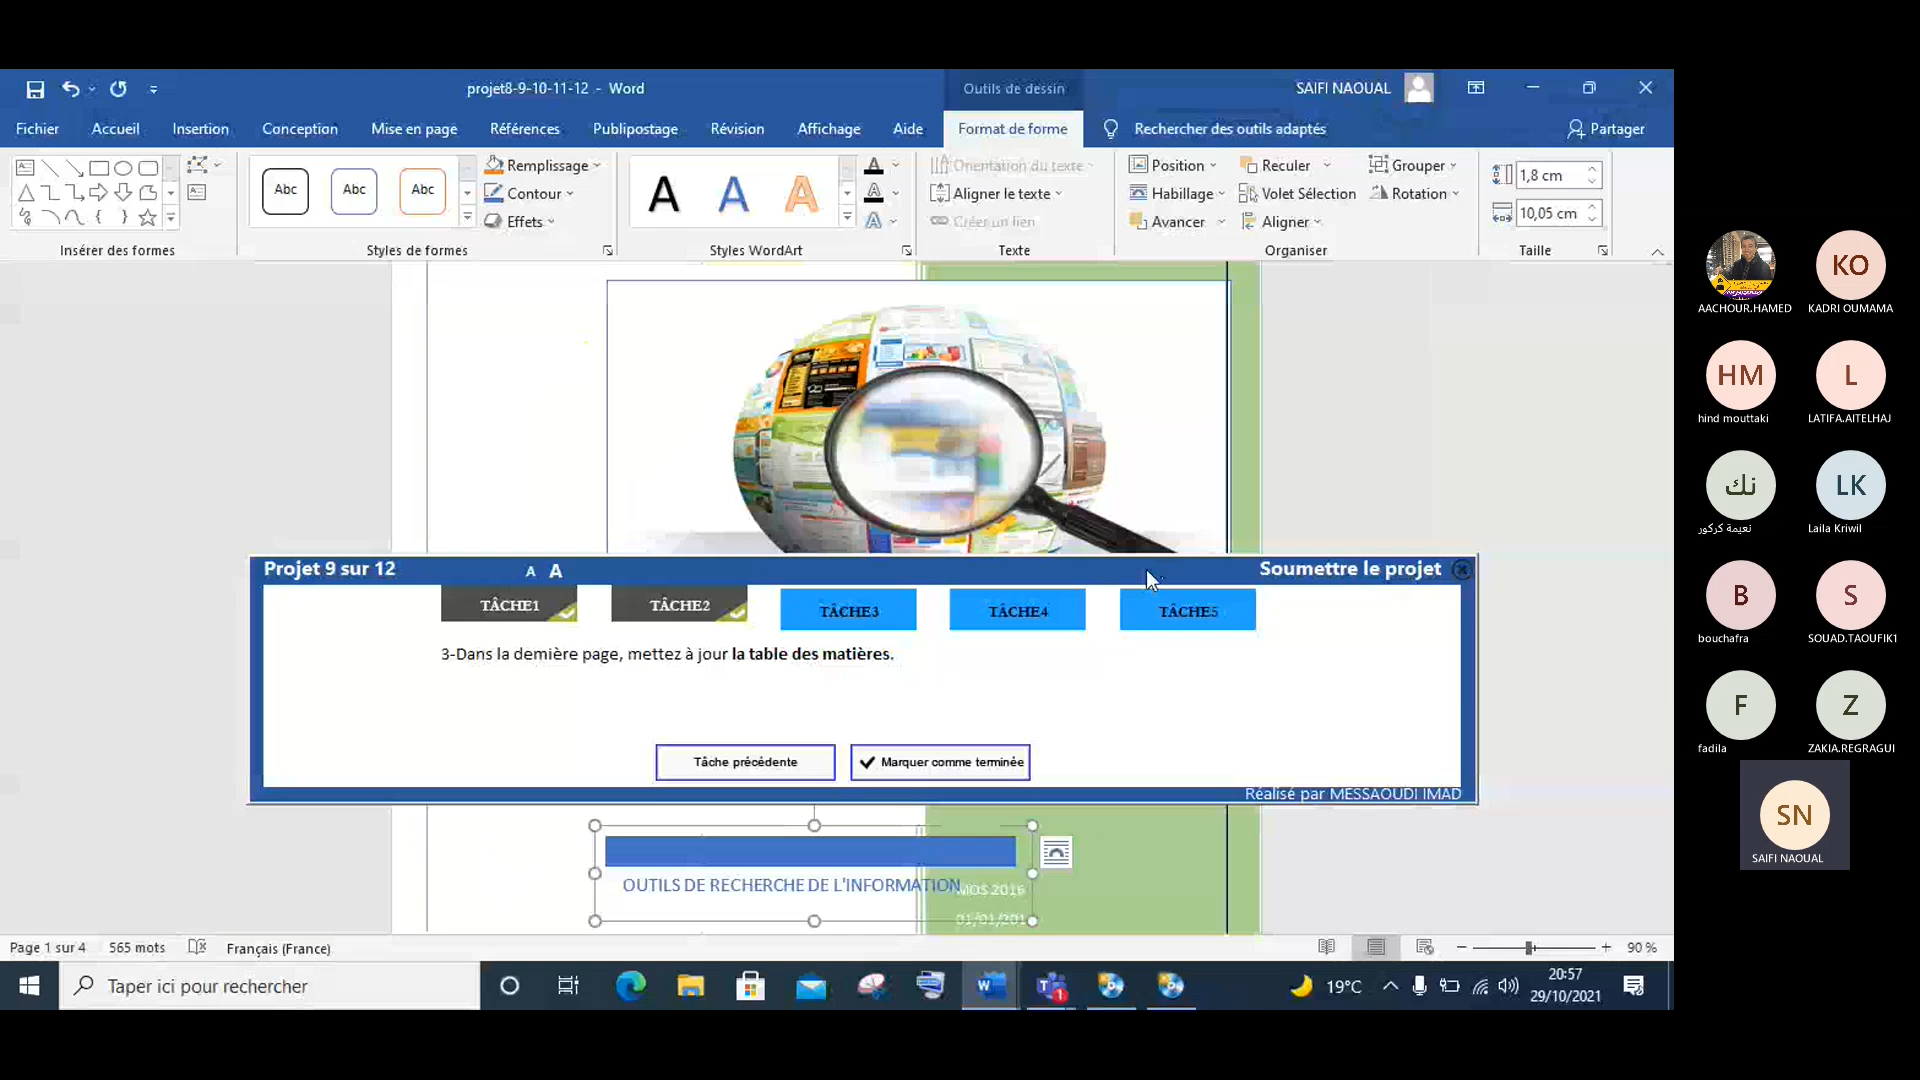 projet8-9-10-11-12 - Word
Outils de dessin
SAIFI NAOUAL
Fichier
Accueil
Insertion
Conception
Mise en page
Références
Publipostage
Révision
Affichage
Aide
Format de forme
Rechercher des outils adaptés
Partager
Abc
Abc
Abc
Remplissage
Contour
Effets
A
A
A
Orientation du texte
Aligner le texte
Créer un lien
Position
Habillage
Avancer
Reculer
Volet Sélection
Aligner
Grouper
Rotation
1,8 cm
10,05 cm
Insérer des formes
Styles de formes
Styles WordArt
Texte
Organiser
Taille
Projet 9 sur 12
A A
Soumettre le projet
TÂCHE1
TÂCHE2
TÂCHE3
TÂCHE4
TÂCHE5
3-Dans la dernière page, mettez à jour la table des matières.
Tâche précédente
Marquer comme terminée
Réalisé par MESSAOUDI IMAD
OUTILS DE RECHERCHE DE L'INFORMATION
MOS 2016
Page 1 sur 4
565 mots
Français (France)
90 %
Taper ici pour rechercher
19°C
20:57
29/10/2021
AACHOUR.HAMED
KO
KADRI OUMAMA
HM
hind mouttaki
L
LATIFA.AITELHAJ
نك
نعيمة كركور
LK
Laila Kriwil
B
bouchafra
S
SOUAD.TAOUFIK1
F
fadila
Z
ZAKIA.REGRAGUI
SN
SAIFI NAOUAL